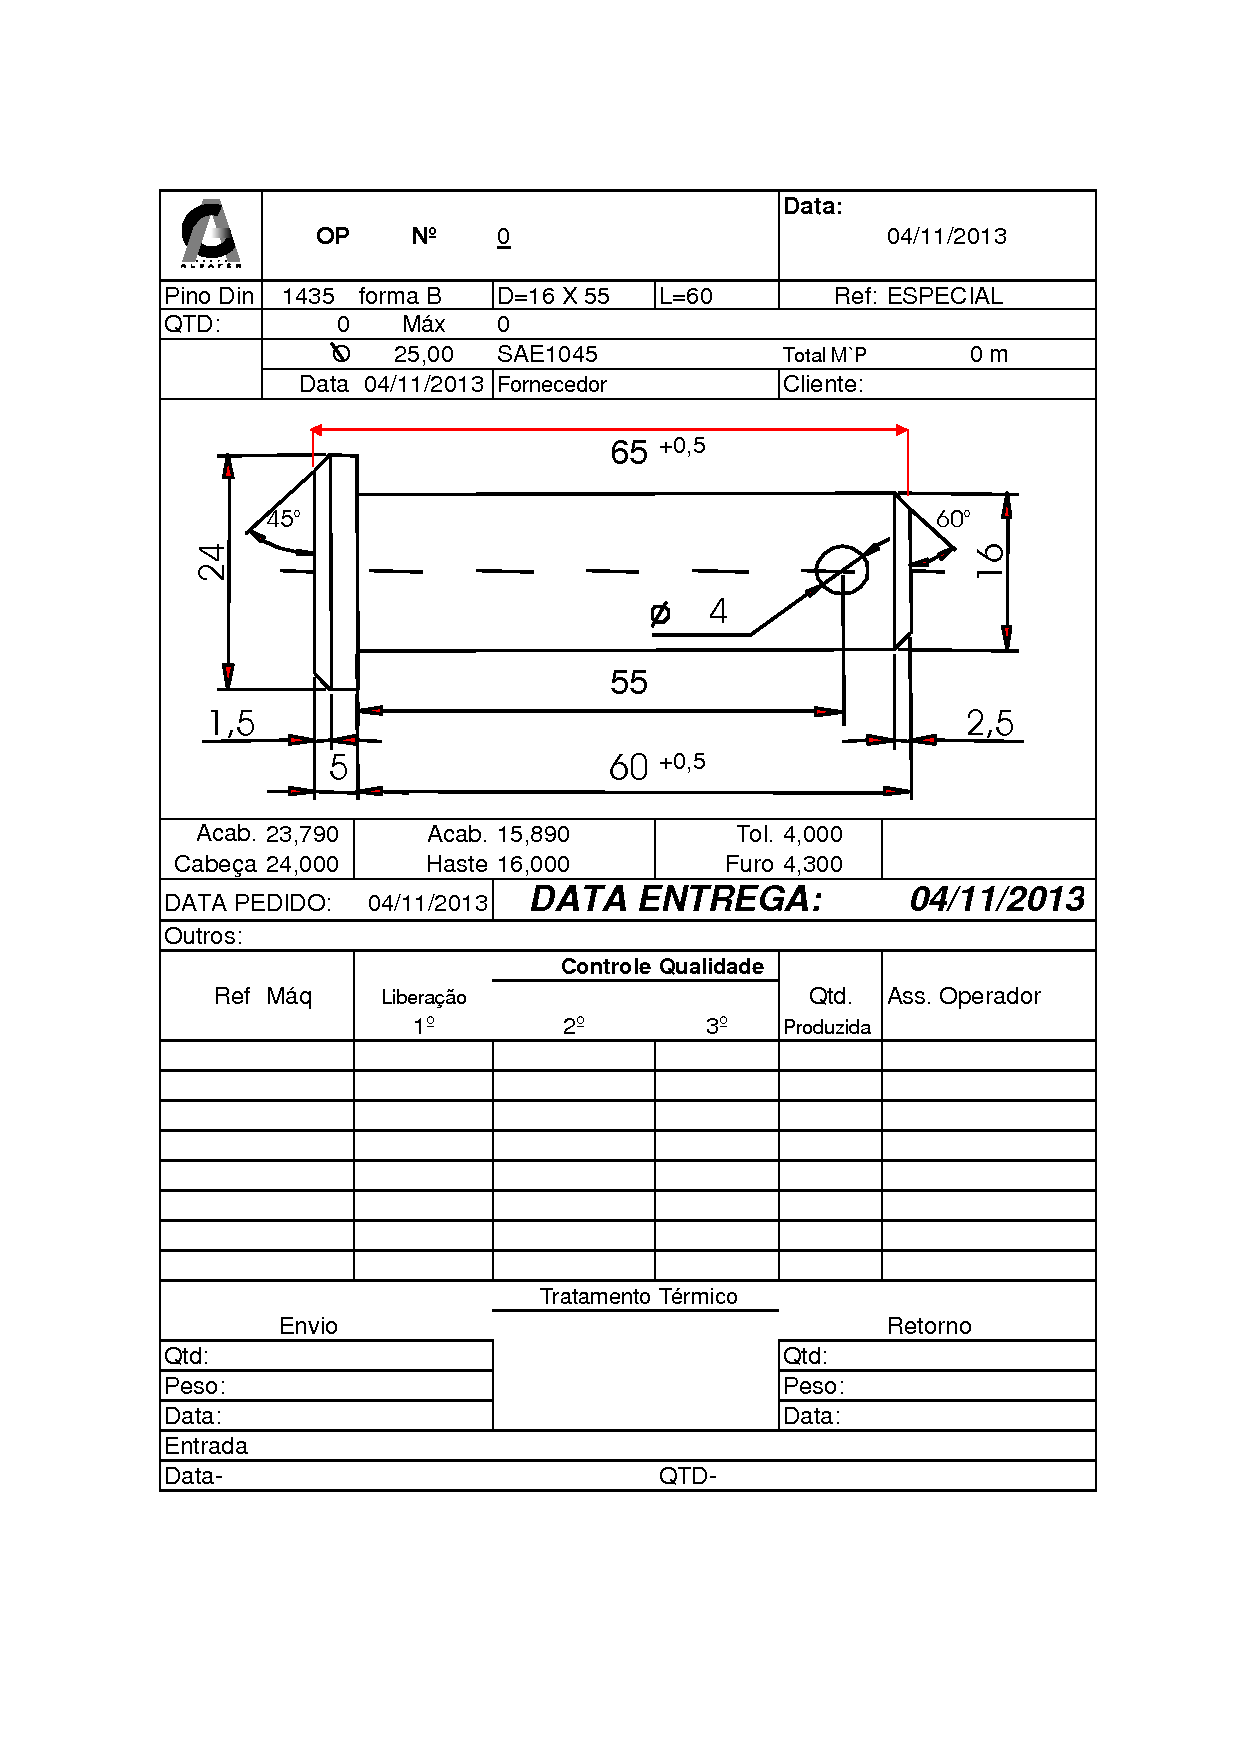 ALBAFER
Data:
OP Nº 0 04/11/2013
Pino Din 1435 forma B D=16 X 55 L=60 Ref: ESPECIAL
QTD: 0 Máx 0
Ø 25,00 SAE1045 Total M`P 0 m
Data 04/11/2013 Fornecedor Cliente:
65 +0,5
45º 60º
24 16
ø 4
55
1,5 2,5
5 60 +0,5
Acab. 23,790 Acab. 15,890 Tol. 4,000
Cabeça 24,000 Haste 16,000 Furo 4,300
DATA PEDIDO: 04/11/2013 DATA ENTREGA: 04/11/2013
Outros:
Controle Qualidade
Ref Máq Liberação Qtd. Ass. Operador
1º 2º 3º Produzida
Tratamento Térmico
Envio Retorno
Qtd: Qtd:
Peso: Peso:
Data: Data:
Entrada
Data- QTD-